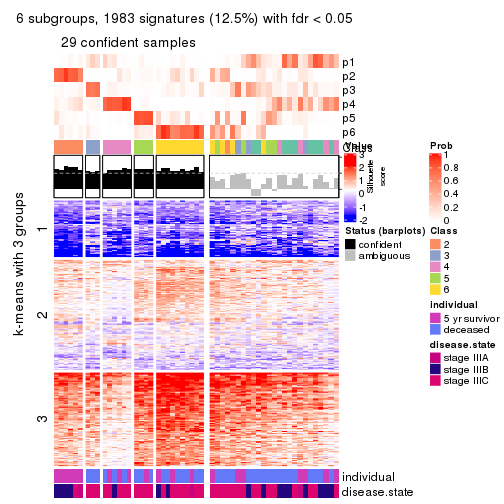 6 subgroups, 1983 signatures (12.5%) with fdr < 0.05
29 confident samples
p1
p2
p3
p4
p5
p6
Class
Value
3
2
1
0
-1
-2
Silhouette
score
Prob
1
0.8
0.6
0.4
0.2
0
Status (barplots)
confident
ambiguous
Class
2
3
4
5
6
individual
5 yr survivor
deceased
disease.state
stage IIIA
stage IIIB
stage IIIC
k-means with 3 groups
1
2
3
individual
disease.state